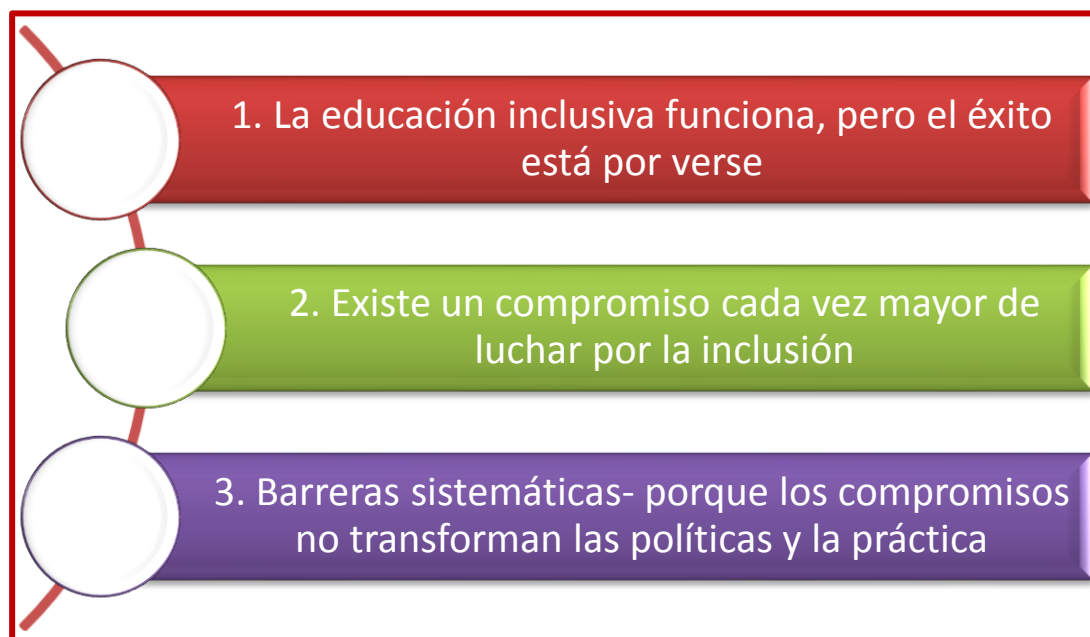 1. La educación inclusiva funciona, pero el éxito
está por verse
2. Existe un compromiso cada vez mayor de
luchar por la inclusión
3. Barreras sistemáticas- porque los compromisos
no transforman las políticas y la práctica